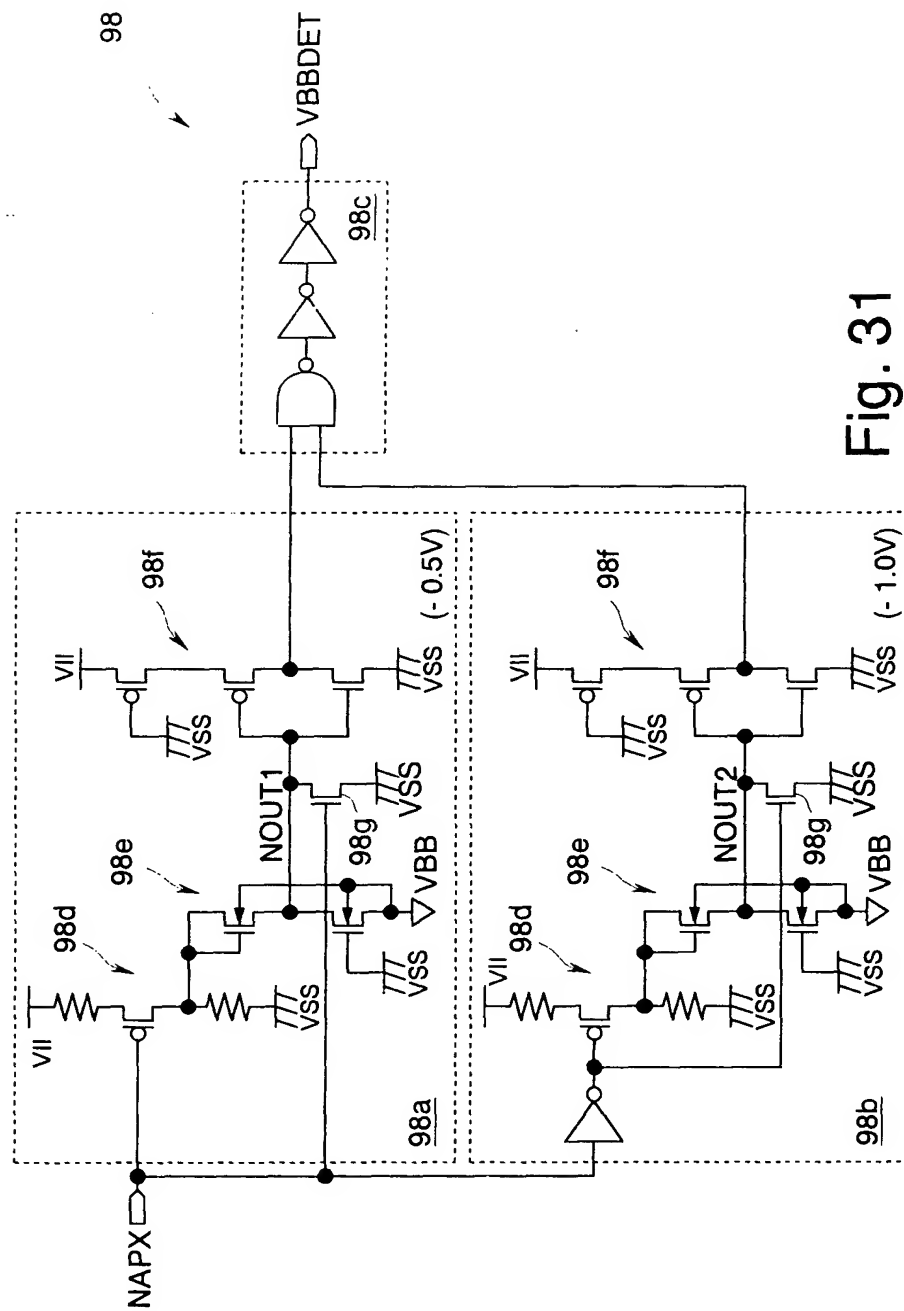 98
NAPX
VII
98d
98e
VII
98f
NOUT1
VSS
VSS
VSS
98g
VSS
VBB
VSS
98a
(- 0.5V)
98c
VBBDET
VII
98d
98e
VII
98f
NOUT2
VSS
VSS
VSS
98g
VSS
VBB
VSS
98b
(- 1.0V)
Fig. 31